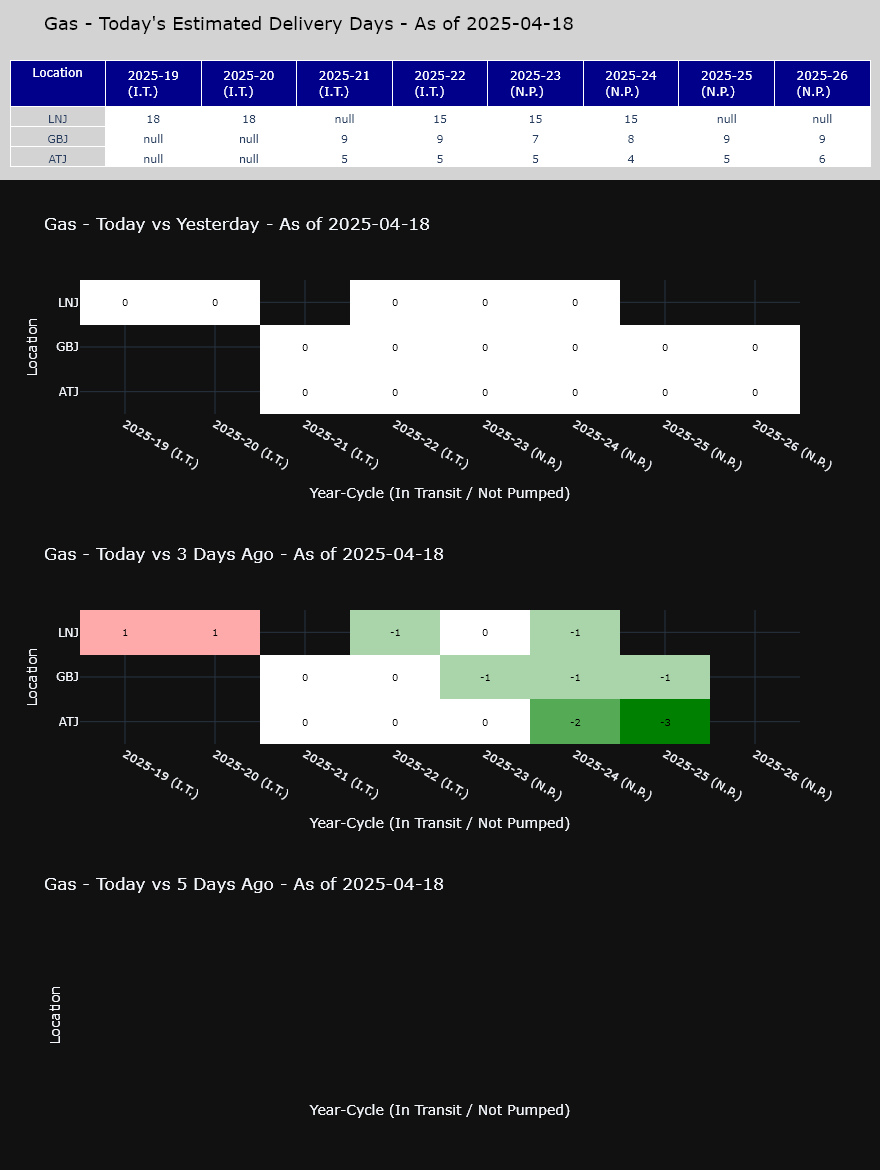 Gas - Today's Estimated Delivery Days - As of 2025-04-18
Location 2025-19 (I.T.) 2025-20 (I.T.) 2025-21 (I.T.) 2025-22 (I.T.) 2025-23 (N.P.) 2025-24 (N.P.) 2025-25 (N.P.) 2025-26 (N.P.)
LNJ 18 18 null 15 15 15 null null
GBJ null null 9 9 7 8 9 9
ATJ null null 5 5 5 4 5 6
Gas - Today vs Yesterday - As of 2025-04-18
Location
LNJ 0 0 0 0 0
GBJ 0 0 0 0 0 0
ATJ 0 0 0 0 0 0
2025-19 (I.T.) 2025-20 (I.T.) 2025-21 (I.T.) 2025-22 (I.T.) 2025-23 (N.P.) 2025-24 (N.P.) 2025-25 (N.P.) 2025-26 (N.P.)
Year-Cycle (In Transit / Not Pumped)
Gas - Today vs 3 Days Ago - As of 2025-04-18
Location
LNJ 1 1 -1 0 -1
GBJ 0 0 -1 -1 -1
ATJ 0 0 0 -2 -3
2025-19 (I.T.) 2025-20 (I.T.) 2025-21 (I.T.) 2025-22 (I.T.) 2025-23 (N.P.) 2025-24 (N.P.) 2025-25 (N.P.) 2025-26 (N.P.)
Year-Cycle (In Transit / Not Pumped)
Gas - Today vs 5 Days Ago - As of 2025-04-18
Location
Year-Cycle (In Transit / Not Pumped)